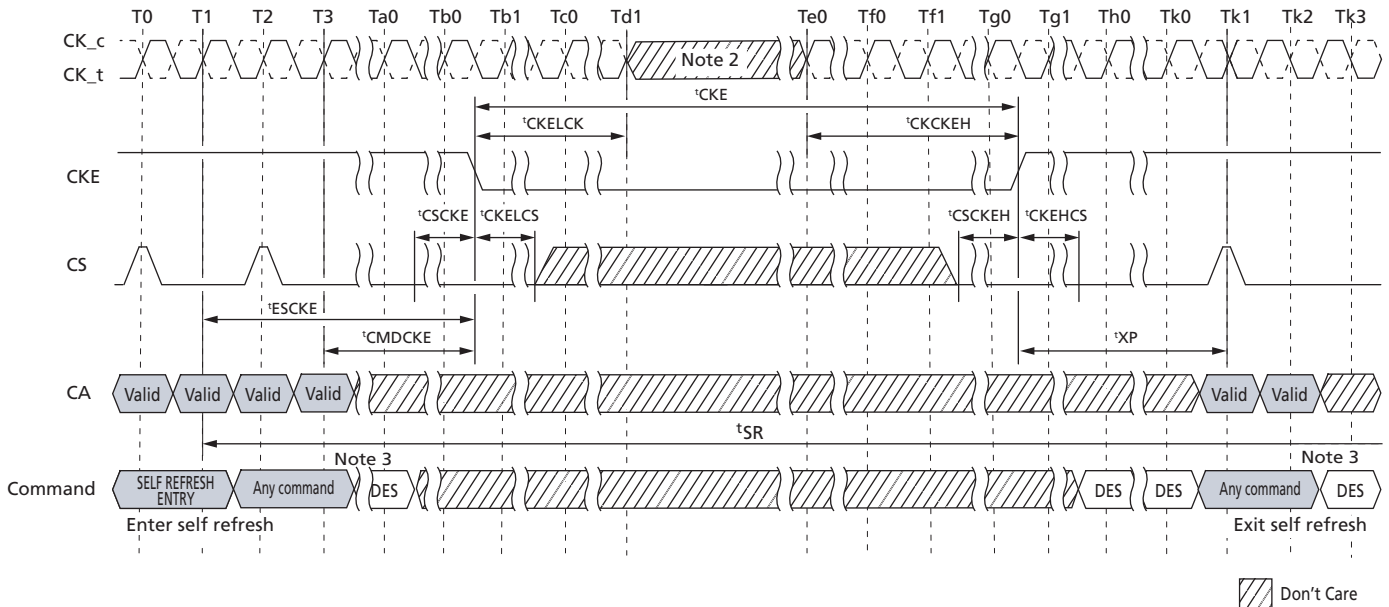 T0 T1 T2 T3 Ta0 Tb0 Tb1 Tc0 Td1 Te0 Tf0 Tf1 Tg0 Tg1 Th0 Tk0 Tk1 Tk2 Tk3
CK_c
CK_t
Note 2
tCKE
tCKELCK tCKCKEH
CKE
tCSCKE tCKELCS tCSCKEH tCKEHCS
CS
tESCKE
tCMDCKE tXP
CA Valid Valid Valid Valid Valid Valid
tSR
Note 3 Note 3
Command SELF REFRESH ENTRY Any command DES DES DES Any command DES
Enter self refresh Exit self refresh
Don't Care